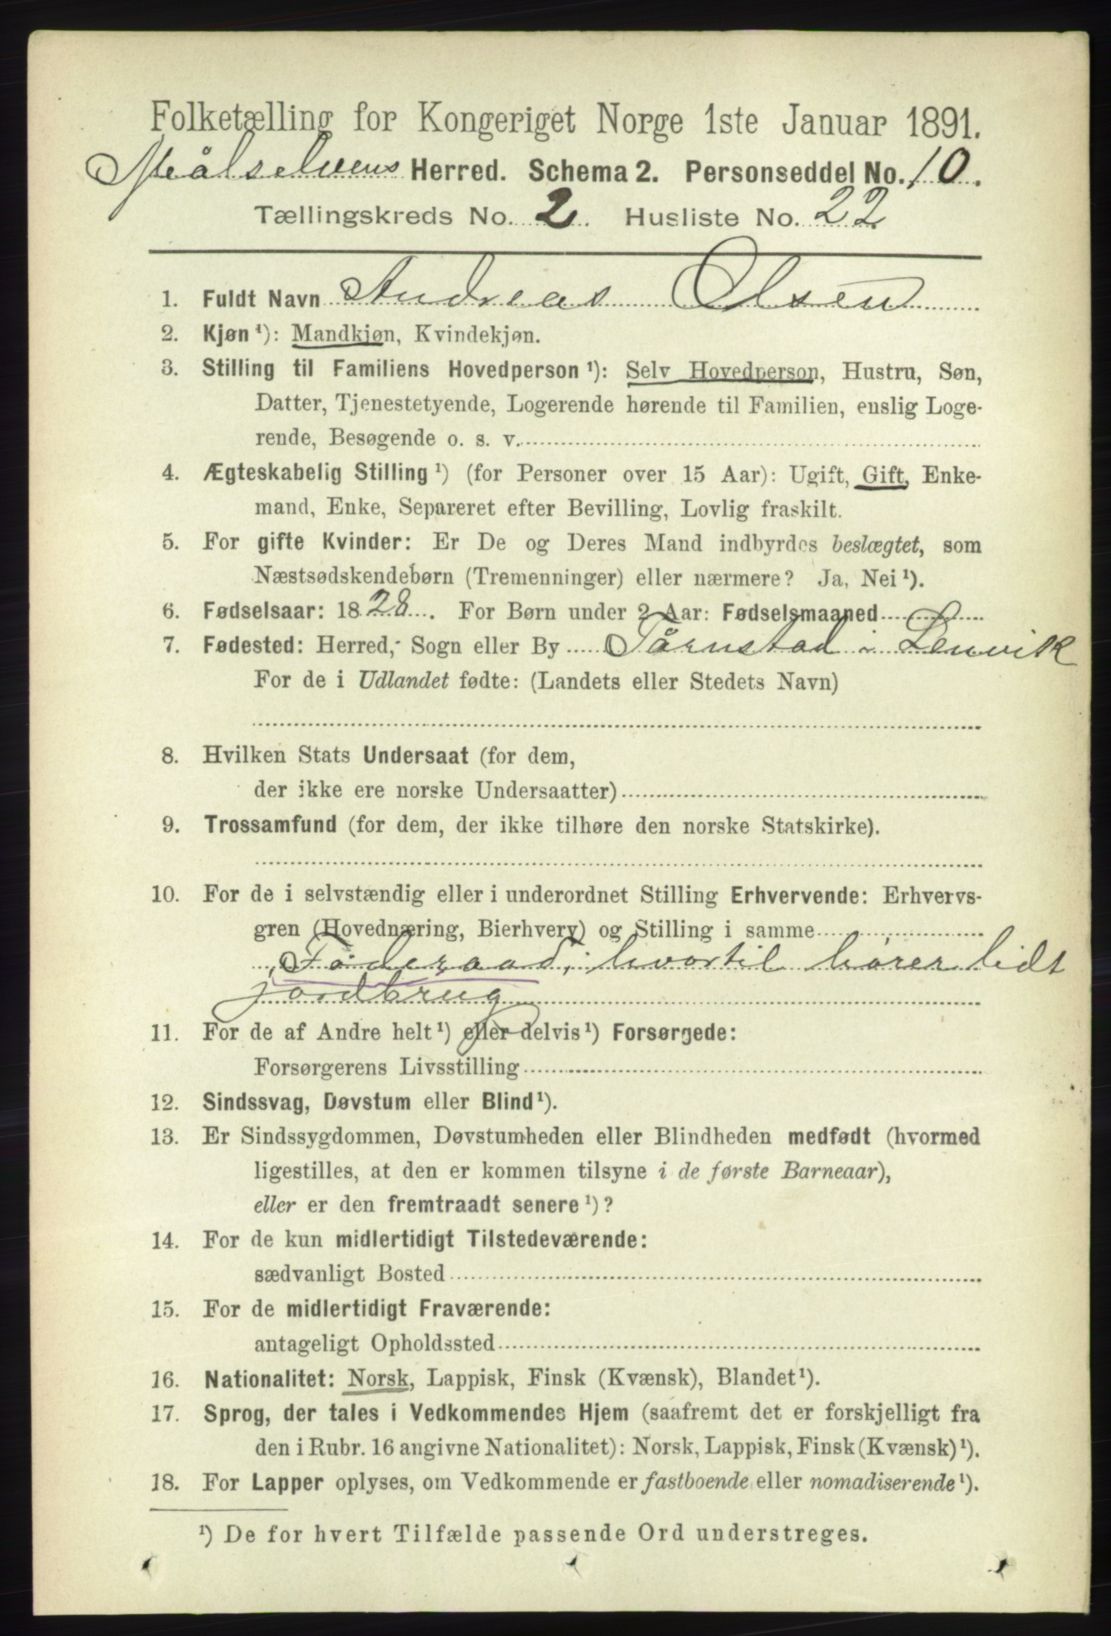 Folketælling for Kongeriget Norge 1ste Januar 1891.
Målselvens Herred. Schema 2. Personseddel No. 10.
Tællingskreds No. 2. Husliste No. 22
1. Fuldt Navn Andreas Olsen
2. Kjøn ¹): Mandkjøn, Kvindekjøn.
3. Stilling til Familiens Hovedperson ¹): Selv Hovedperson, Hustru, Søn,
Datter, Tjenestetyende, Logerende hørende til Familien, enslig Loge-
rende, Besøgende o. s. v.
4. Ægteskabelig Stilling ¹) (for Personer over 15 Aar): Ugift, Gift, Enke-
mand, Enke, Separeret efter Bevilling, Lovlig fraskilt.
5. For gifte Kvinder: Er De og Deres Mand indbyrdes beslægtet, som
Næstsødskendebørn (Tremenninger) eller nærmere? Ja, Nei ¹).
6. Fødselsaar: 1828. For Børn under 2 Aar: Fødselsmaaned
7. Fødested: Herred, Sogn eller By Tårnstad i Lenvik
For de i Udlandet fødte: (Landets eller Stedets Navn)
8. Hvilken Stats Undersaat (for dem,
der ikke ere norske Undersaatter)
9. Trossamfund (for dem, der ikke tilhøre den norske Statskirke).
10. For de i selvstændig eller i underordnet Stilling Erhvervende: Erhvervs-
gren (Hovednæring, Bierhverv) og Stilling i samme
Føderaad, hvortil hører lidt
jordbrug
11. For de af Andre helt ¹) eller delvis ¹) Forsørgede:
Forsørgerens Livsstilling
12. Sindssvag, Døvstum eller Blind ¹).
13. Er Sindssygdommen, Døvstumheden eller Blindheden medfødt (hvormed
ligestilles, at den er kommen tilsyne i de første Barneaar),
eller er den fremtraadt senere ¹)?
14. For de kun midlertidigt Tilstedeværende:
sædvanligt Bosted
15. For de midlertidigt Fraværende:
antageligt Opholdssted
16. Nationalitet: Norsk, Lappisk, Finsk (Kvænsk), Blandet ¹).
17. Sprog, der tales i Vedkommendes Hjem (saafremt det er forskjelligt fra
den i Rubr. 16 angivne Nationalitet): Norsk, Lappisk, Finsk (Kvænsk) ¹).
18. For Lapper oplyses, om Vedkommende er fastboende eller nomadiserende ¹).
¹) De for hvert Tilfælde passende Ord understreges.